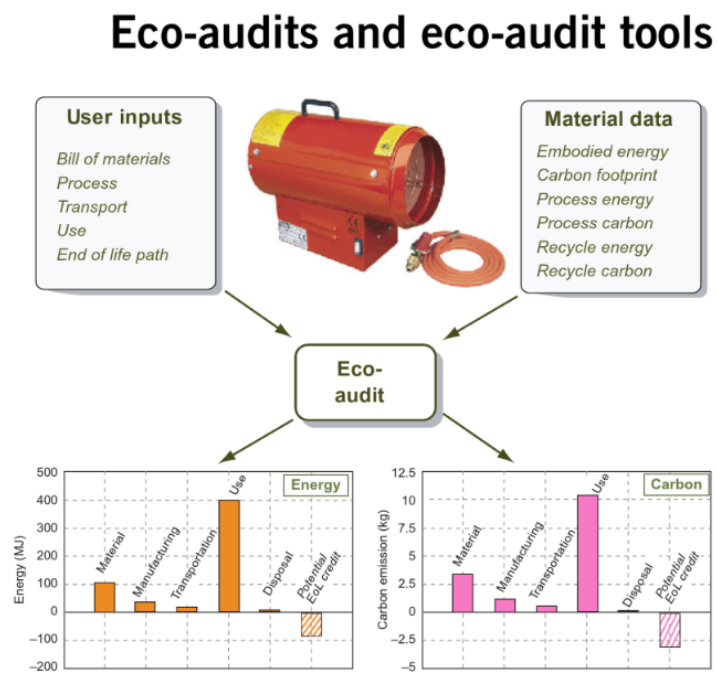 Eco-audits and eco-audit tools
User inputs
Bill of materials
Process
Transport
Use
End of life path
Material data
Embodied energy
Carbon footprint
Process energy
Process carbon
Recycle energy
Recycle carbon
Eco-
audit
Energy (MJ)
500
400
300
200
100
0
−100
−200
Material
Manufacturing
Transportation
Use
Disposal
Potential
EoL credit
Energy
Carbon emission (kg)
12.5
10
7.5
5
2.5
0
−2.5
−5
Material
Manufacturing
Transportation
Use
Disposal
Potential
EoL credit
Carbon